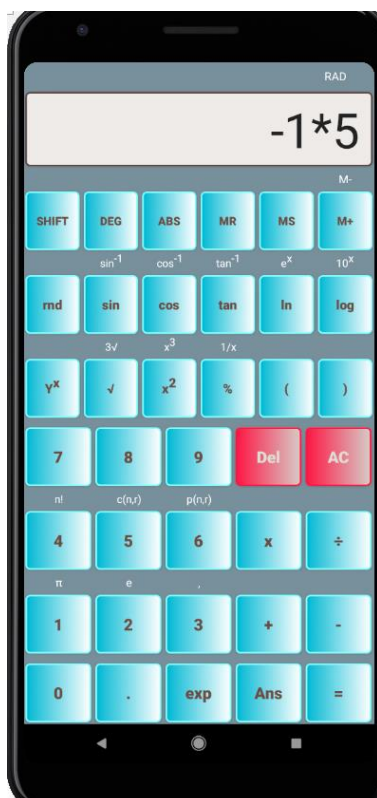 RAD
-1*5
M-
SHIFT DEG ABS MR MS M+
sin⁻¹ cos⁻¹ tan⁻¹ eˣ 10ˣ
rnd sin cos tan ln log
3√ x³ 1/x
Yˣ √ x² % ( )
7 8 9 Del AC
n! c(n,r) p(n,r)
4 5 6 x ÷
π e ,
1 2 3 + -
0 . exp Ans =